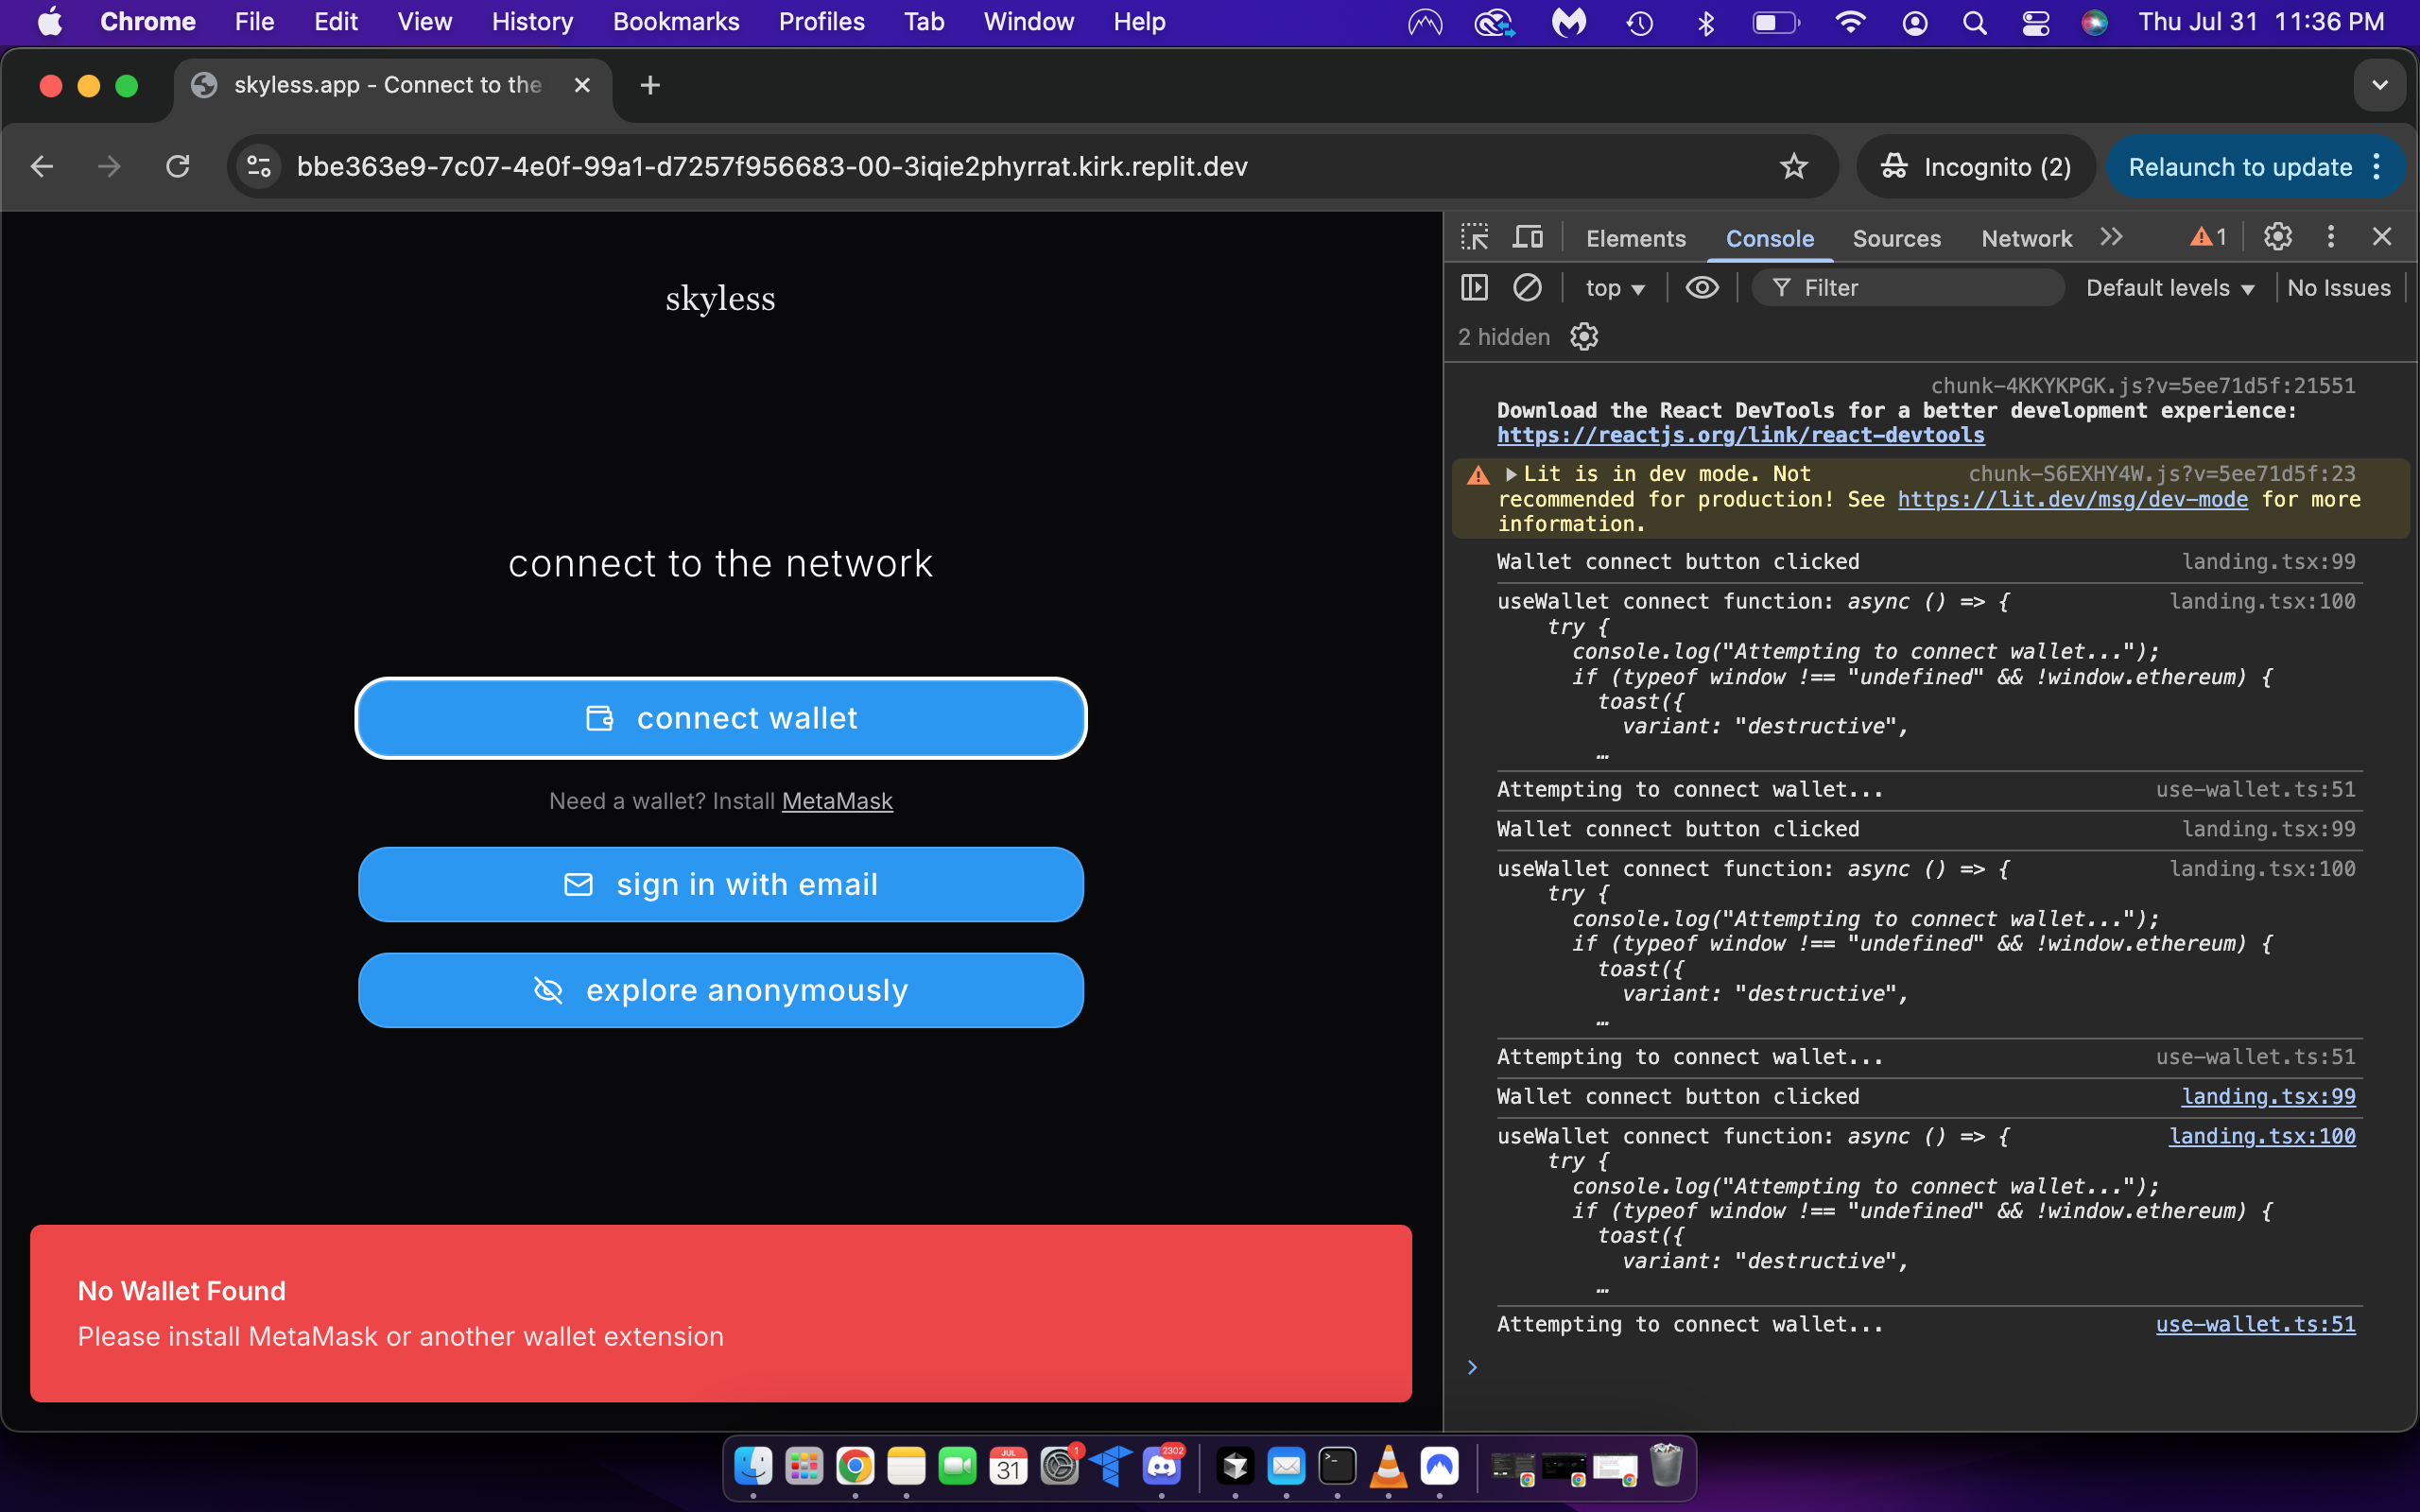 Chrome File Edit View History Bookmarks Profiles Tab Window Help Thu Jul 31 11:36 PM
skyless.app - Connect to the
bbe363e9-7c07-4e0f-99a1-d7257f956683-00-3iqie2phyrrat.kirk.replit.dev
Incognito (2)
Relaunch to update
skyless
connect to the network
connect wallet
Need a wallet? Install MetaMask
sign in with email
explore anonymously
No Wallet Found
Please install MetaMask or another wallet extension
Elements Console Sources Network 1
top Filter Default levels No Issues
2 hidden
chunk-4KKYKPGK.js?v=5ee71d5f:21551
Download the React DevTools for a better development experience:
https://reactjs.org/link/react-devtools
Lit is in dev mode. Not chunk-S6EXHY4W.js?v=5ee71d5f:23
recommended for production! See https://lit.dev/msg/dev-mode for more
information.
Wallet connect button clicked landing.tsx:99
useWallet connect function: async () => { landing.tsx:100
try {
console.log("Attempting to connect wallet...");
if (typeof window !== "undefined" && !window.ethereum) {
toast({
variant: "destructive",
…
Attempting to connect wallet... use-wallet.ts:51
Wallet connect button clicked landing.tsx:99
useWallet connect function: async () => { landing.tsx:100
try {
console.log("Attempting to connect wallet...");
if (typeof window !== "undefined" && !window.ethereum) {
toast({
variant: "destructive",
…
Attempting to connect wallet... use-wallet.ts:51
Wallet connect button clicked landing.tsx:99
useWallet connect function: async () => { landing.tsx:100
try {
console.log("Attempting to connect wallet...");
if (typeof window !== "undefined" && !window.ethereum) {
toast({
variant: "destructive",
…
Attempting to connect wallet... use-wallet.ts:51
JUL
31
1
2302